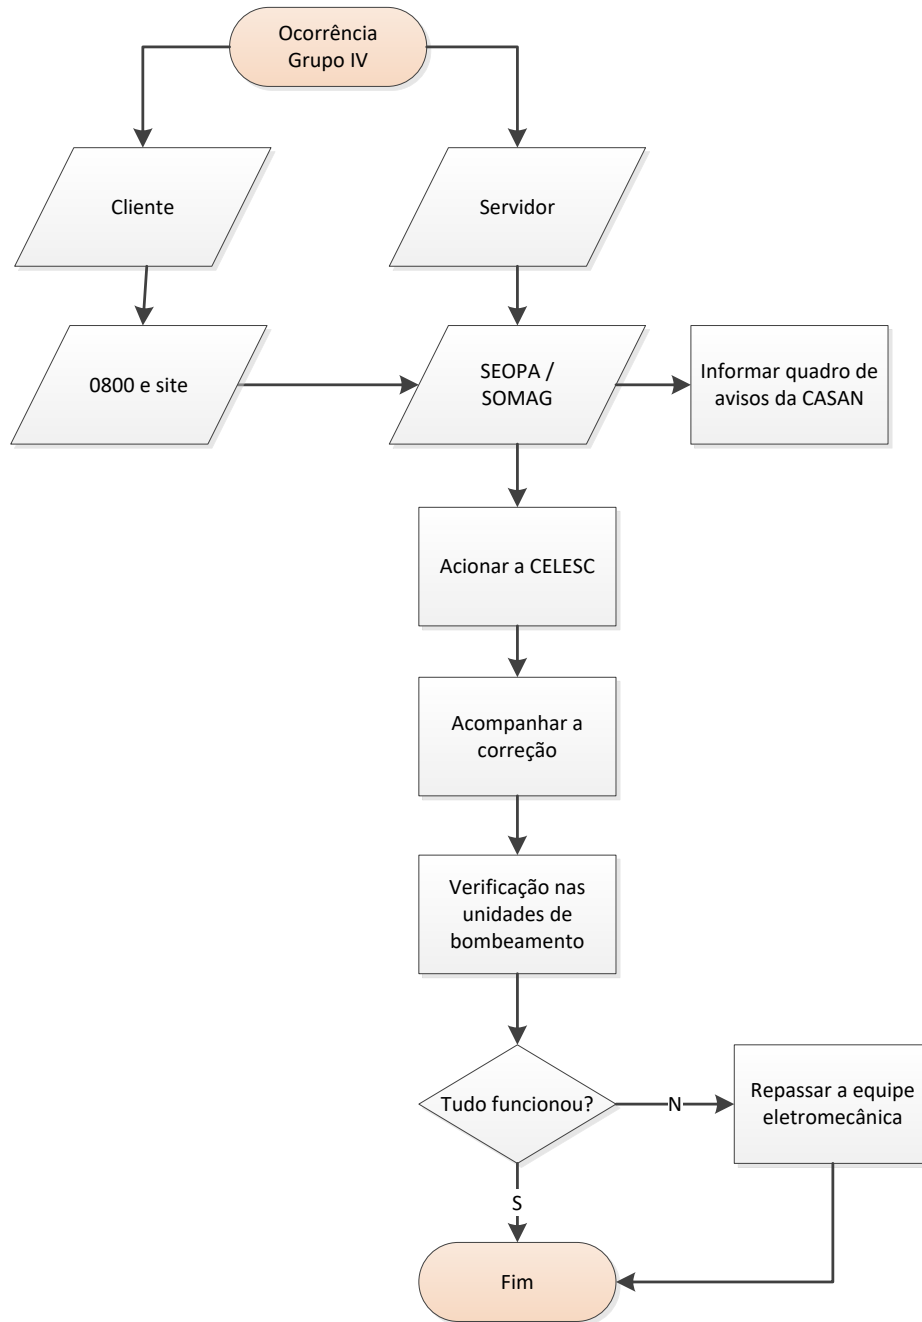 Ocorrência
Grupo IV
Cliente
Servidor
0800 e site
SEOPA /
SOMAG
Informar quadro de
avisos da CASAN
Acionar a CELESC
Acompanhar a
correção
Verificação nas
unidades de
bombeamento
Tudo funcionou?
N
Repassar a equipe
eletromecânica
S
Fim